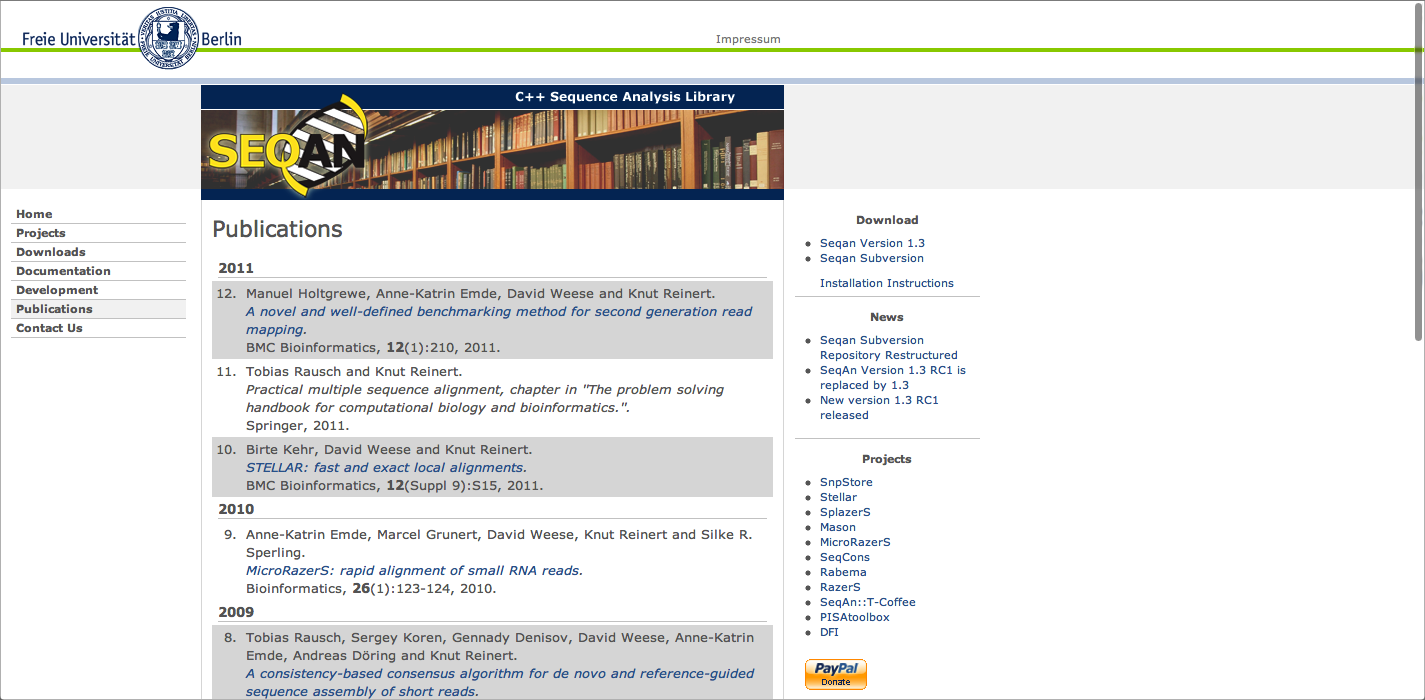 Freie Universität Berlin
Impressum
C++ Sequence Analysis Library
SEQAN
Home
Projects
Downloads
Documentation
Development
Publications
Contact Us
Publications
2011
12. Manuel Holtgrewe, Anne-Katrin Emde, David Weese and Knut Reinert.
A novel and well-defined benchmarking method for second generation read
mapping.
BMC Bioinformatics, 12(1):210, 2011.
11. Tobias Rausch and Knut Reinert.
Practical multiple sequence alignment, chapter in "The problem solving
handbook for computational biology and bioinformatics.".
Springer, 2011.
10. Birte Kehr, David Weese and Knut Reinert.
STELLAR: fast and exact local alignments.
BMC Bioinformatics, 12(Suppl 9):S15, 2011.
2010
9. Anne-Katrin Emde, Marcel Grunert, David Weese, Knut Reinert and Silke R.
Sperling.
MicroRazerS: rapid alignment of small RNA reads.
Bioinformatics, 26(1):123-124, 2010.
2009
8. Tobias Rausch, Sergey Koren, Gennady Denisov, David Weese, Anne-Katrin
Emde, Andreas Döring and Knut Reinert.
A consistency-based consensus algorithm for de novo and reference-guided
sequence assembly of short reads.
Download
Seqan Version 1.3
Seqan Subversion
Installation Instructions
News
Seqan Subversion
Repository Restructured
SeqAn Version 1.3 RC1 is
replaced by 1.3
New version 1.3 RC1
released
Projects
SnpStore
Stellar
SplazerS
Mason
MicroRazerS
SeqCons
Rabema
RazerS
SeqAn::T-Coffee
PISAtoolbox
DFI
PayPal
Donate